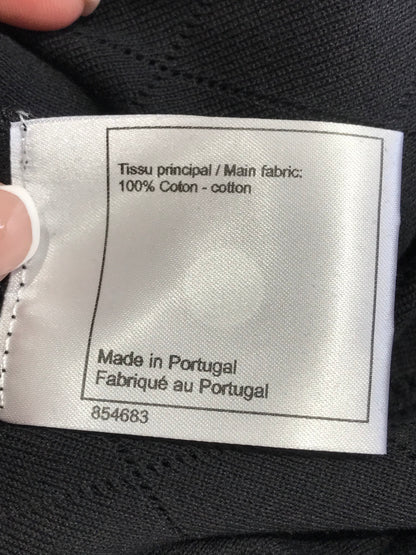 Tissu principal / Main fabric:
100% Coton - cotton
Made in Portugal
Fabriqué au Portugal
854683